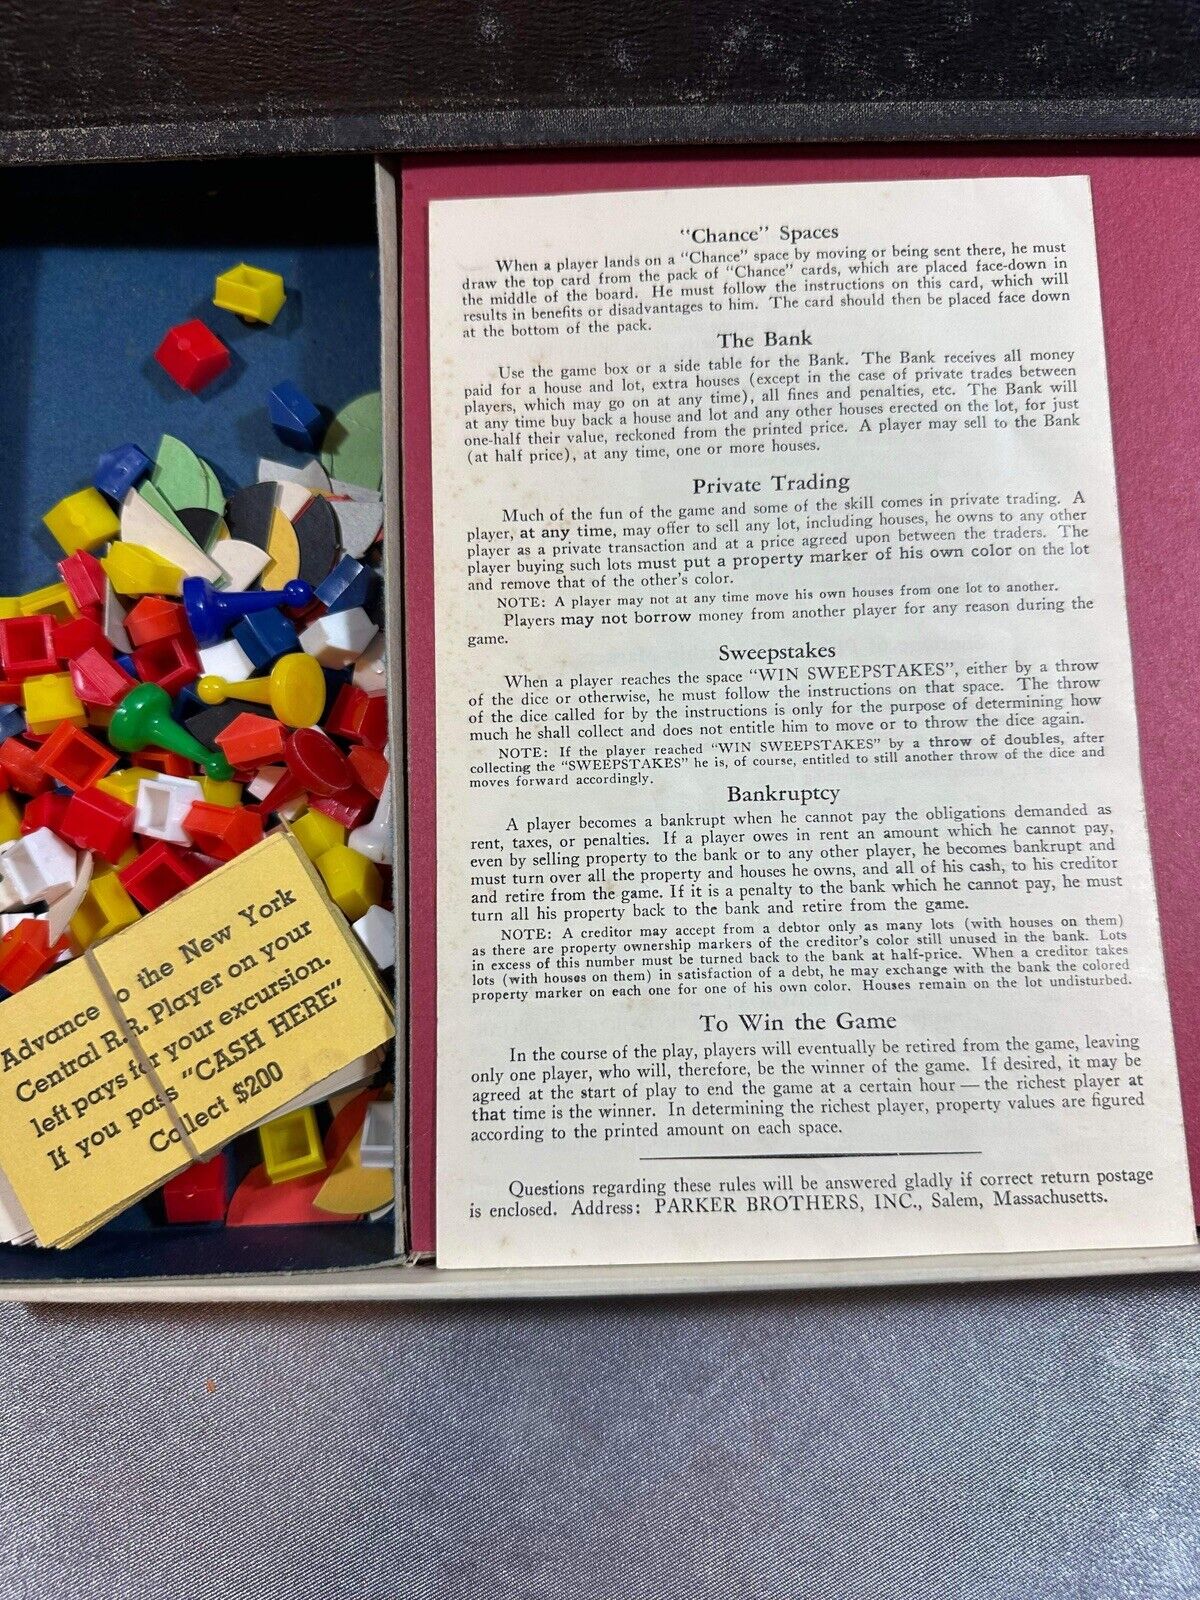 "Chance" Spaces
When a player lands on a "Chance" space by moving or being sent there, he must
draw the top card from the pack of "Chance" cards, which are placed face-down in
the middle of the board. He must follow the instructions on this card, which will
results in benefits or disadvantages to him. The card should then be placed face down
at the bottom of the pack.
The Bank
Use the game box or a side table for the Bank. The Bank receives all money
paid for a house and lot, extra houses (except in the case of private trades between
players, which may go on at any time), all fines and penalties, etc. The Bank will
at any time buy back a house and lot and any other houses erected on the lot, for just
one-half their value, reckoned from the printed price. A player may sell to the Bank
(at half price), at any time, one or more houses.
Private Trading
Much of the fun of the game and some of the skill comes in private trading. A
player, at any time, may offer to sell any lot, including houses, he owns to any other
player as a private transaction and at a price agreed upon between the traders. The
player buying such lots must put a property marker of his own color on the lot
and remove that of the other's color.
NOTE: A player may not at any time move his own houses from one lot to another.
Players may not borrow money from another player for any reason during the
game.
Sweepstakes
When a player reaches the space "WIN SWEEPSTAKES", either by a throw
of the dice or otherwise, he must follow the instructions on that space. The throw
of the dice called for by the instructions is only for the purpose of determining how
much he shall collect and does not entitle him to move or to throw the dice again.
NOTE: If the player reached "WIN SWEEPSTAKES" by a throw of doubles, after
collecting the "SWEEPSTAKES" he is, of course, entitled to still another throw of the dice and
moves forward accordingly.
Bankruptcy
A player becomes a bankrupt when he cannot pay the obligations demanded as
rent, taxes, or penalties. If a player owes in rent an amount which he cannot pay,
even by selling property to the bank or to any other player, he becomes bankrupt and
must turn over all the property and houses he owns, and all of his cash, to his creditor
and retire from the game. If it is a penalty to the bank which he cannot pay, he must
turn all his property back to the bank and retire from the game.
NOTE: A creditor may accept from a debtor only as many lots (with houses on them)
as there are property ownership markers of the creditor's color still unused in the bank. Lots
in excess of this number must be turned back to the bank at half-price. When a creditor takes
lots (with houses on them) in satisfaction of a debt, he may exchange with the bank the colored
property marker on each one for one of his own color. Houses remain on the lot undisturbed.
To Win the Game
In the course of the play, players will eventually be retired from the game, leaving
only one player, who will, therefore, be the winner of the game. If desired, it may be
agreed at the start of play to end the game at a certain hour — the richest player at
that time is the winner. In determining the richest player, property values are figured
according to the printed amount on each space.
Questions regarding these rules will be answered gladly if correct return postage
is enclosed. Address: PARKER BROTHERS, INC., Salem, Massachusetts.
Advance to the New York
Central R.R. Player on your
left pays for your excursion.
If you pass "CASH HERE"
Collect $200